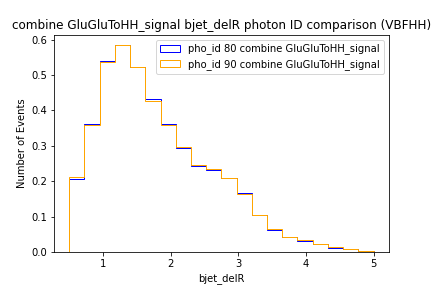 combine GluGluToHH_signal bjet_delR photon ID comparison (VBFHH)
pho_id 80 combine GluGluToHH_signal
pho_id 90 combine GluGluToHH_signal
Number of Events
0.6
0.5
0.4
0.3
0.2
0.1
0.0
1 2 3 4 5
bjet_delR